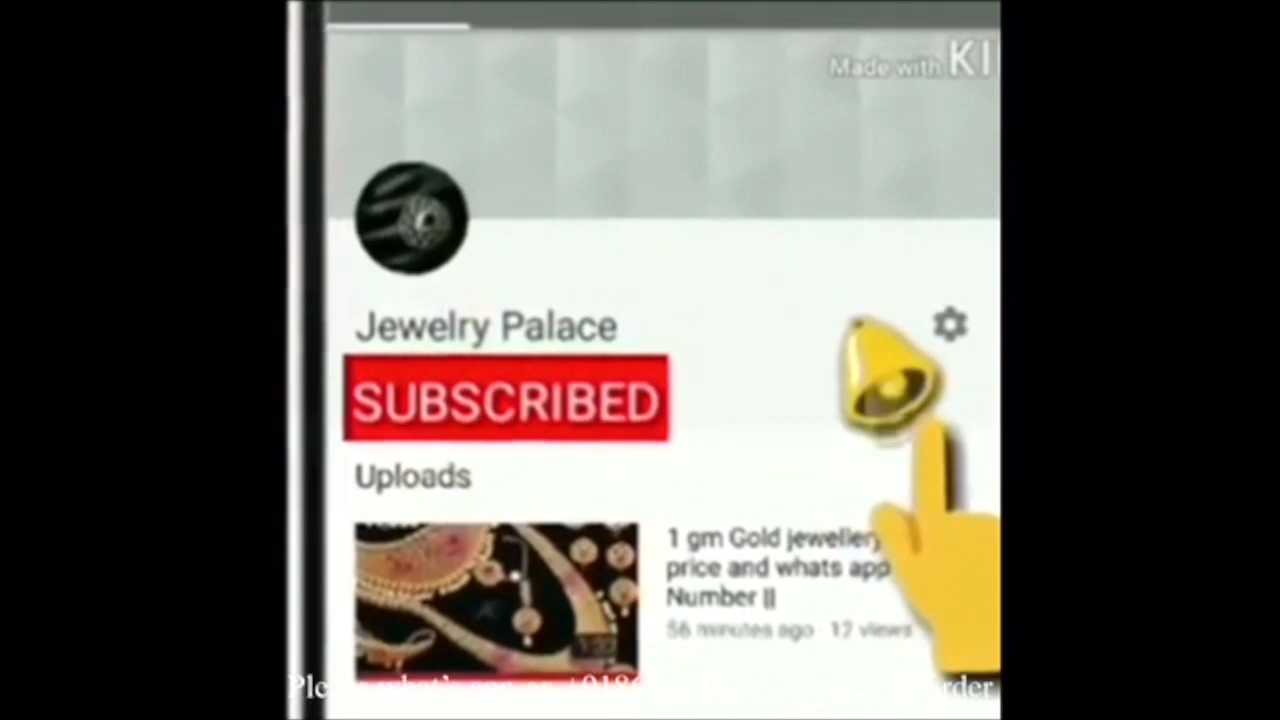 Made with KI
Jewelry Palace
SUBSCRIBED
Uploads
1 gm Gold jewellery
price and whats app
Number ||
56 minutes ago 12 views